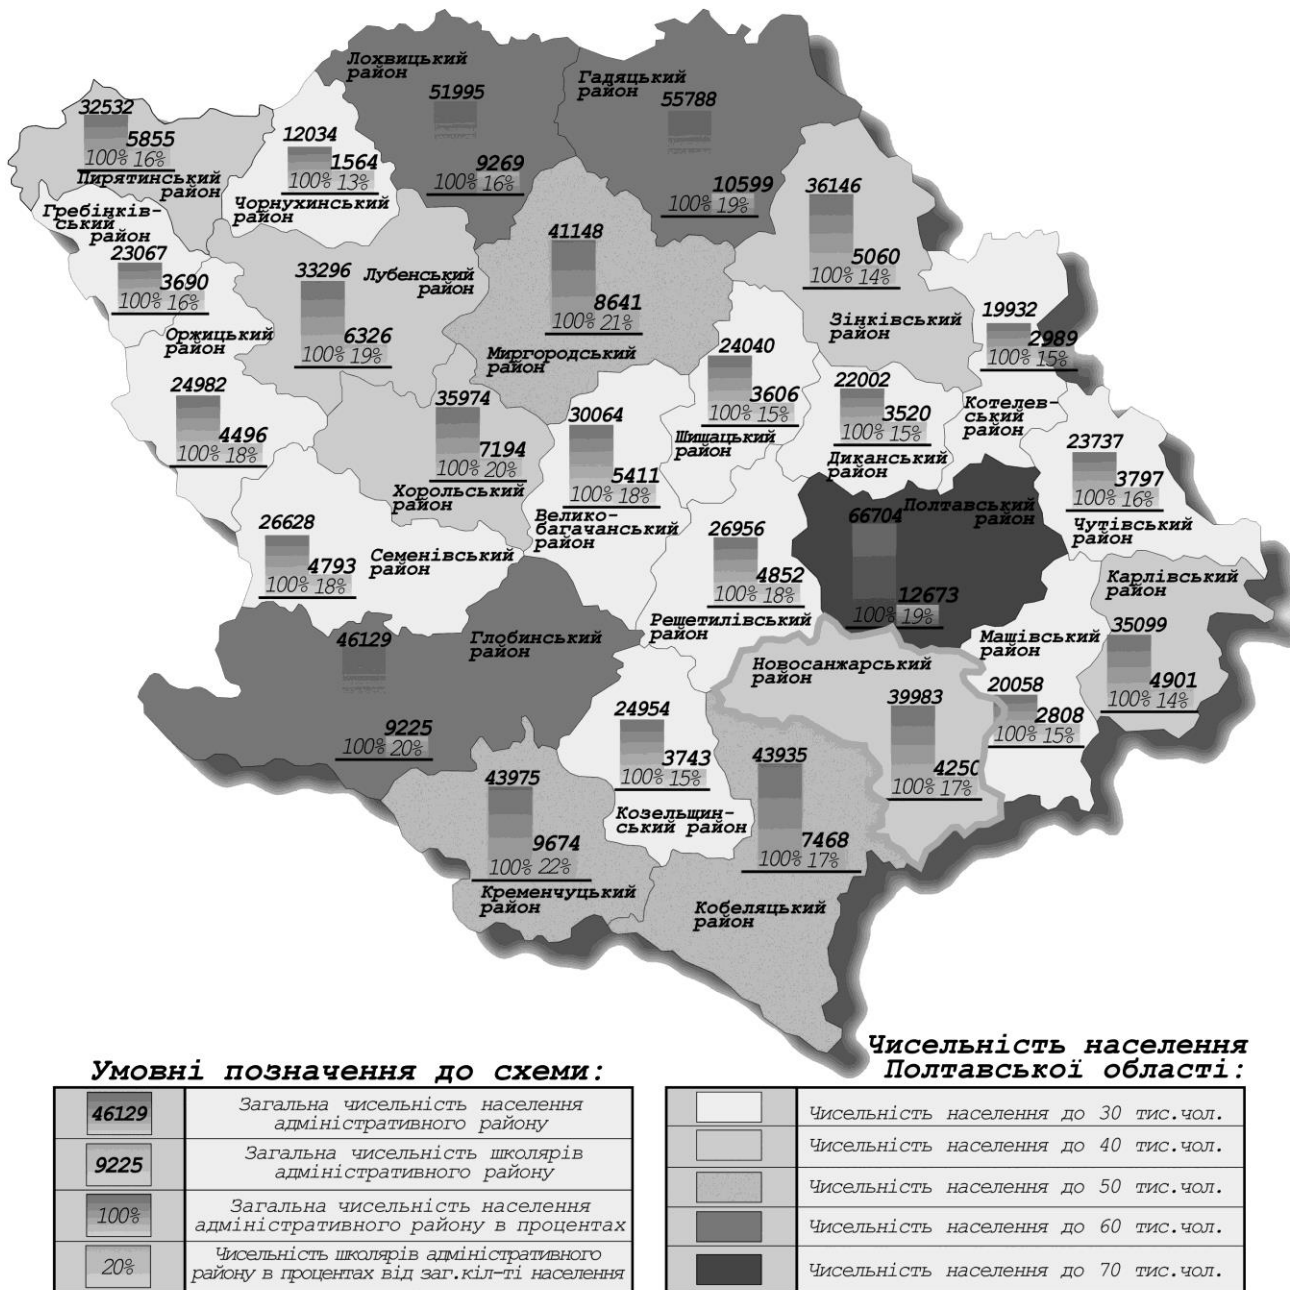 Лохвицький
район
51995
9269
100% 16%
Гадяцький
район
55788
10599
100% 19%
32532
5855
100% 16%
Пирятинський
район
12034
1564
100% 13%
Чорнухинський
район
Гребінків-
ський
район
23067
3690
100% 16%
33296
Лубенський
район
6326
100% 19%
41148
8641
100% 21%
Миргородський
район
36146
5060
100% 14%
Зінківський
район
19932
2989
100% 15%
Котелев-
ський
район
Оржицький
район
24982
4496
100% 18%
35974
7194
100% 20%
Хорольський
район
30064
5411
100% 18%
Велико-
багачанський
район
24040
3606
100% 15%
Шишацький
район
22002
3520
100% 15%
Диканський
район
23737
3797
100% 16%
Чутівський
район
26628
4793
100% 18%
Семенівський
район
26956
4852
100% 18%
Решетилівський
район
66704
Полтавський
район
12673
100% 19%
Карлівський
район
35099
4901
100% 14%
46129
Глобинський
район
9225
100% 20%
Машівський
район
20058
2808
100% 15%
Новосанжарський
район
39983
4250
100% 17%
24954
3743
100% 15%
Козельщин-
ський район
43975
9674
100% 22%
Кременчуцький
район
43935
7468
100% 17%
Кобеляцький
район
Умовні позначення до схеми:
46129
Загальна чисельність населення
адміністративного району
9225
Загальна чисельність школярів
адміністративного району
100%
Загальна чисельність населення
адміністративного району в процентах
20%
Чисельність школярів адміністративного
району в процентах від заг.кіл-ті населення
Чисельність населення
Полтавської області:
Чисельність населення до 30 тис.чол.
Чисельність населення до 40 тис.чол.
Чисельність населення до 50 тис.чол.
Чисельність населення до 60 тис.чол.
Чисельність населення до 70 тис.чол.